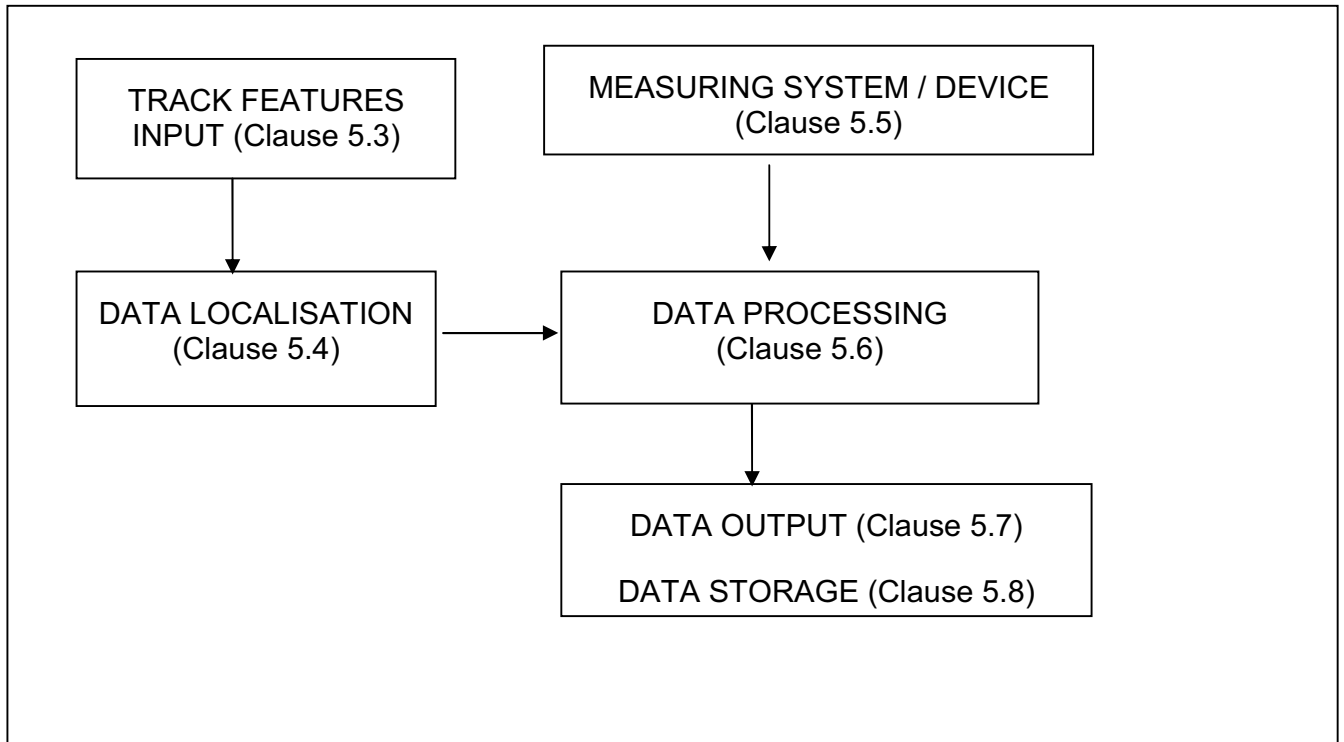 TRACK FEATURES
INPUT (Clause 5.3)
MEASURING SYSTEM / DEVICE
(Clause 5.5)
DATA LOCALISATION
(Clause 5.4)
DATA PROCESSING
(Clause 5.6)
DATA OUTPUT (Clause 5.7)
DATA STORAGE (Clause 5.8)